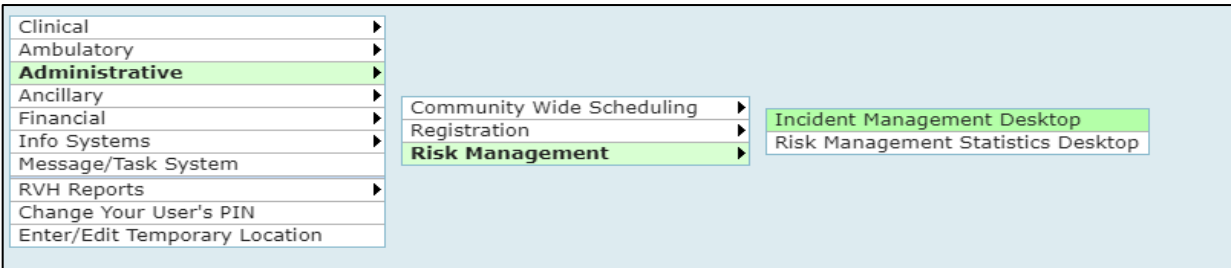 Clinical
Ambulatory
Administrative
Ancillary
Financial
Info Systems
Message/Task System
RVH Reports
Change Your User's PIN
Enter/Edit Temporary Location
Community Wide Scheduling
Registration
Risk Management
Incident Management Desktop
Risk Management Statistics Desktop